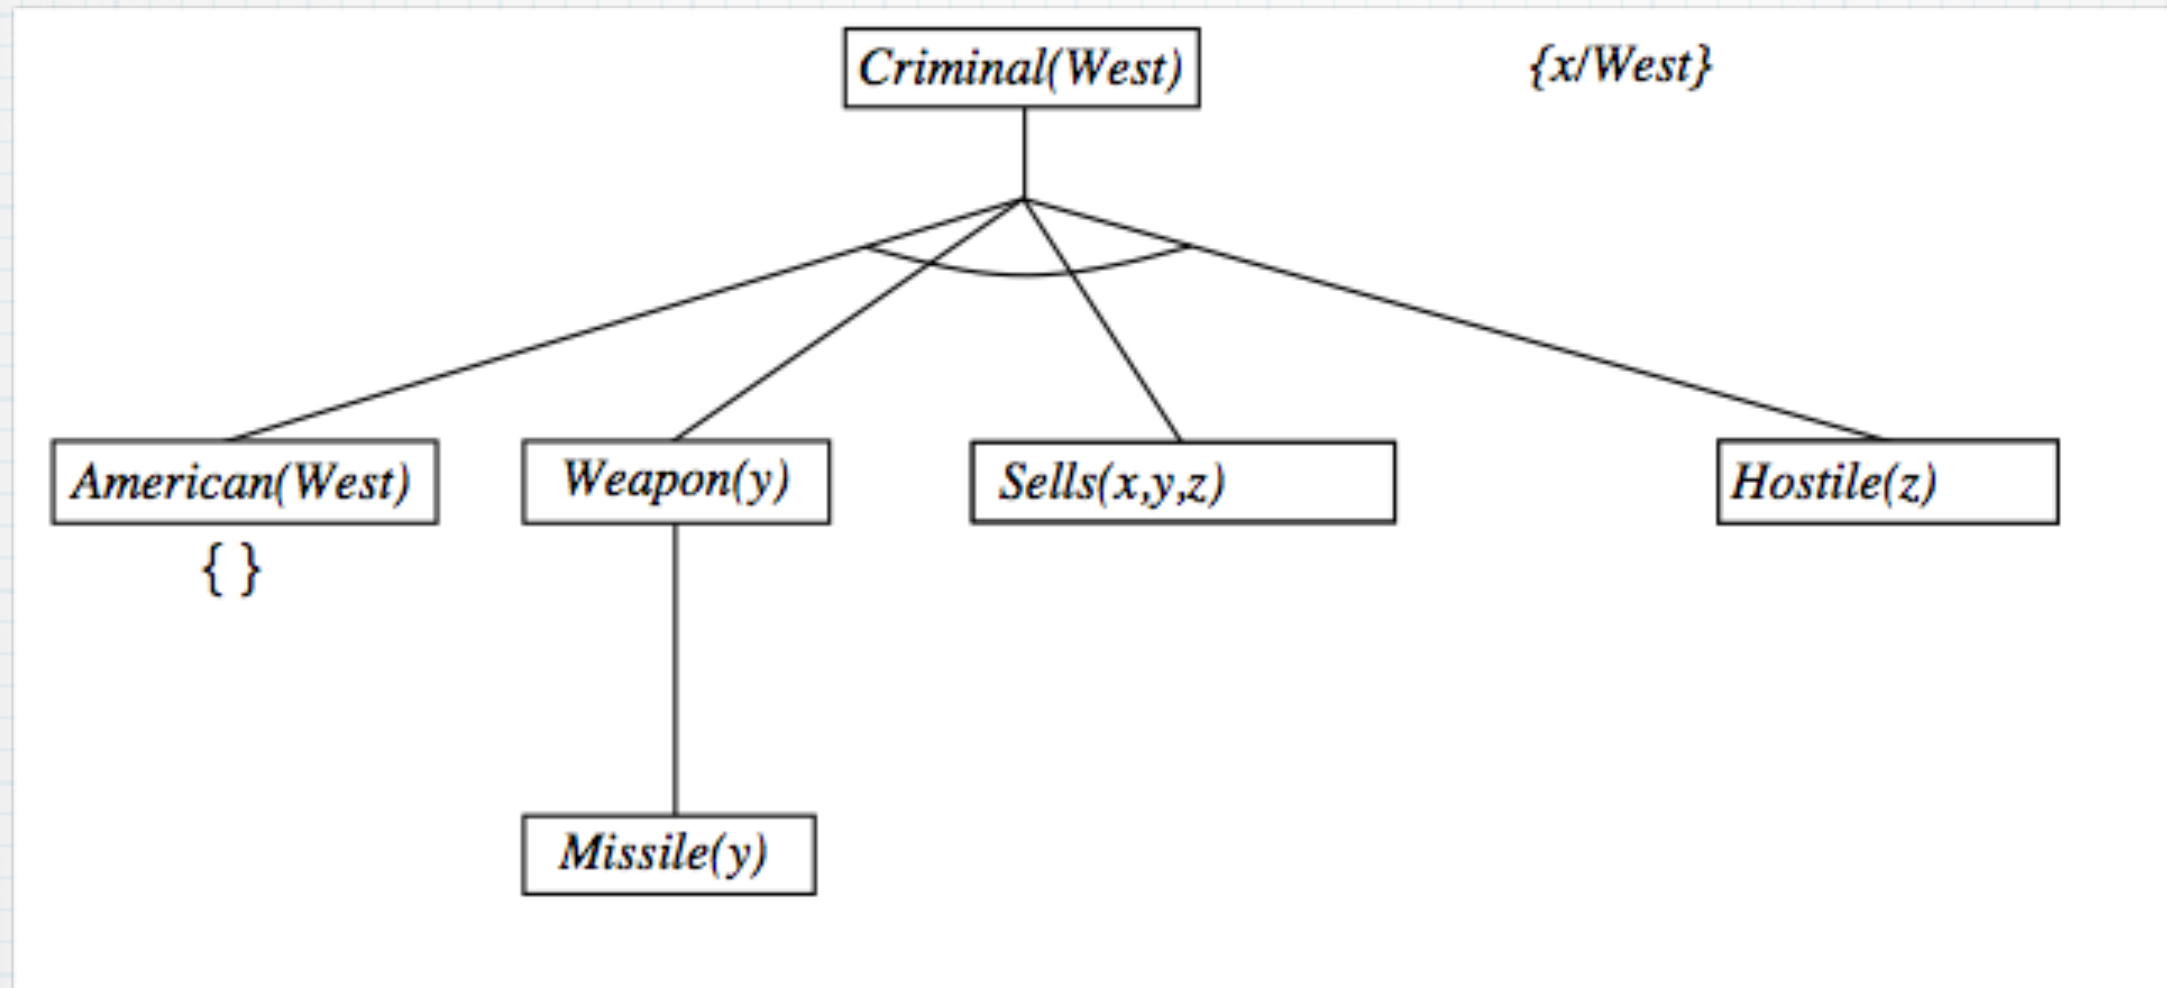 Criminal(West)
{x/West}
American(West)
Weapon(y)
Sells(x,y,z)
Hostile(z)
{ }
Missile(y)